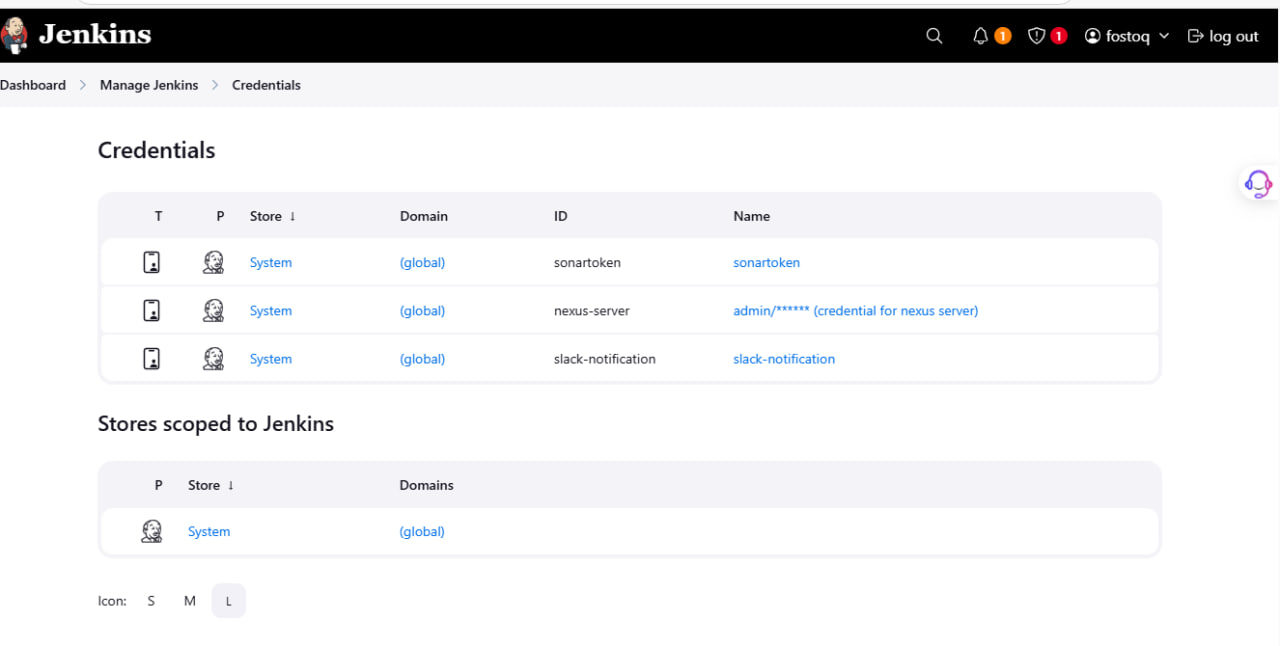 Jenkins 1 1 fostoq log out
Dashboard > Manage Jenkins > Credentials
Credentials
T P Store ↓ Domain ID Name
System (global) sonartoken sonartoken
System (global) nexus-server admin/****** (credential for nexus server)
System (global) slack-notification slack-notification
Stores scoped to Jenkins
P Store ↓ Domains
System (global)
Icon: S M L